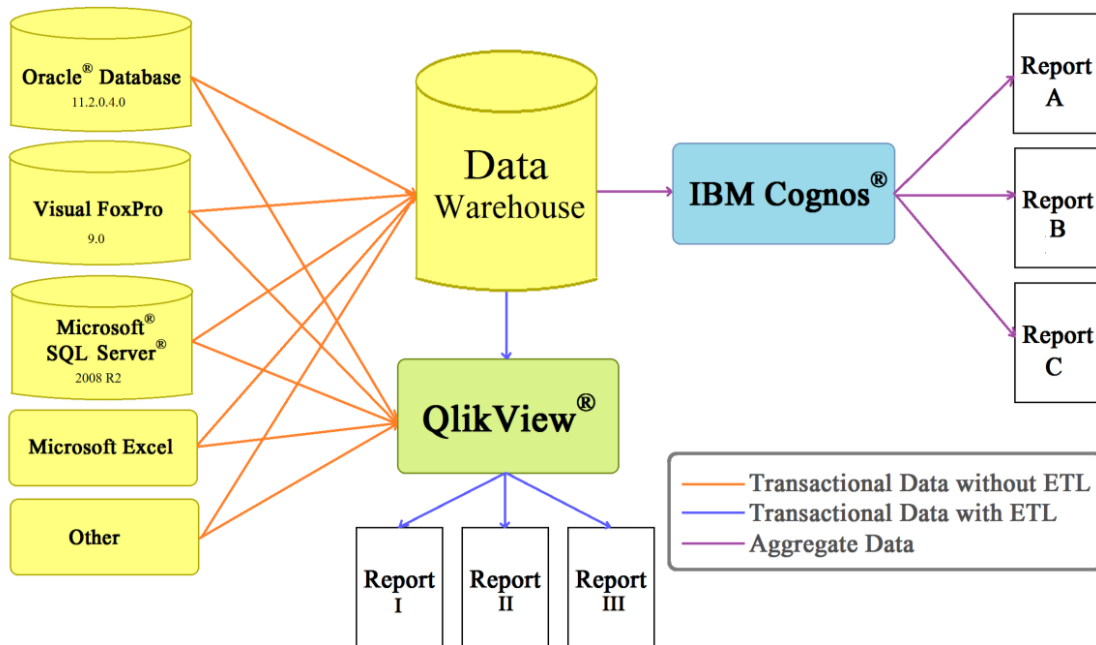 Oracle® Database
11.2.0.4.0
Visual FoxPro
9.0
Microsoft®
SQL Server®
2008 R2
Microsoft Excel
Other
Data
Warehouse
IBM Cognos®
QlikView®
Report
A
Report
B
Report
C
Report
I
Report
II
Report
III
Transactional Data without ETL
Transactional Data with ETL
Aggregate Data